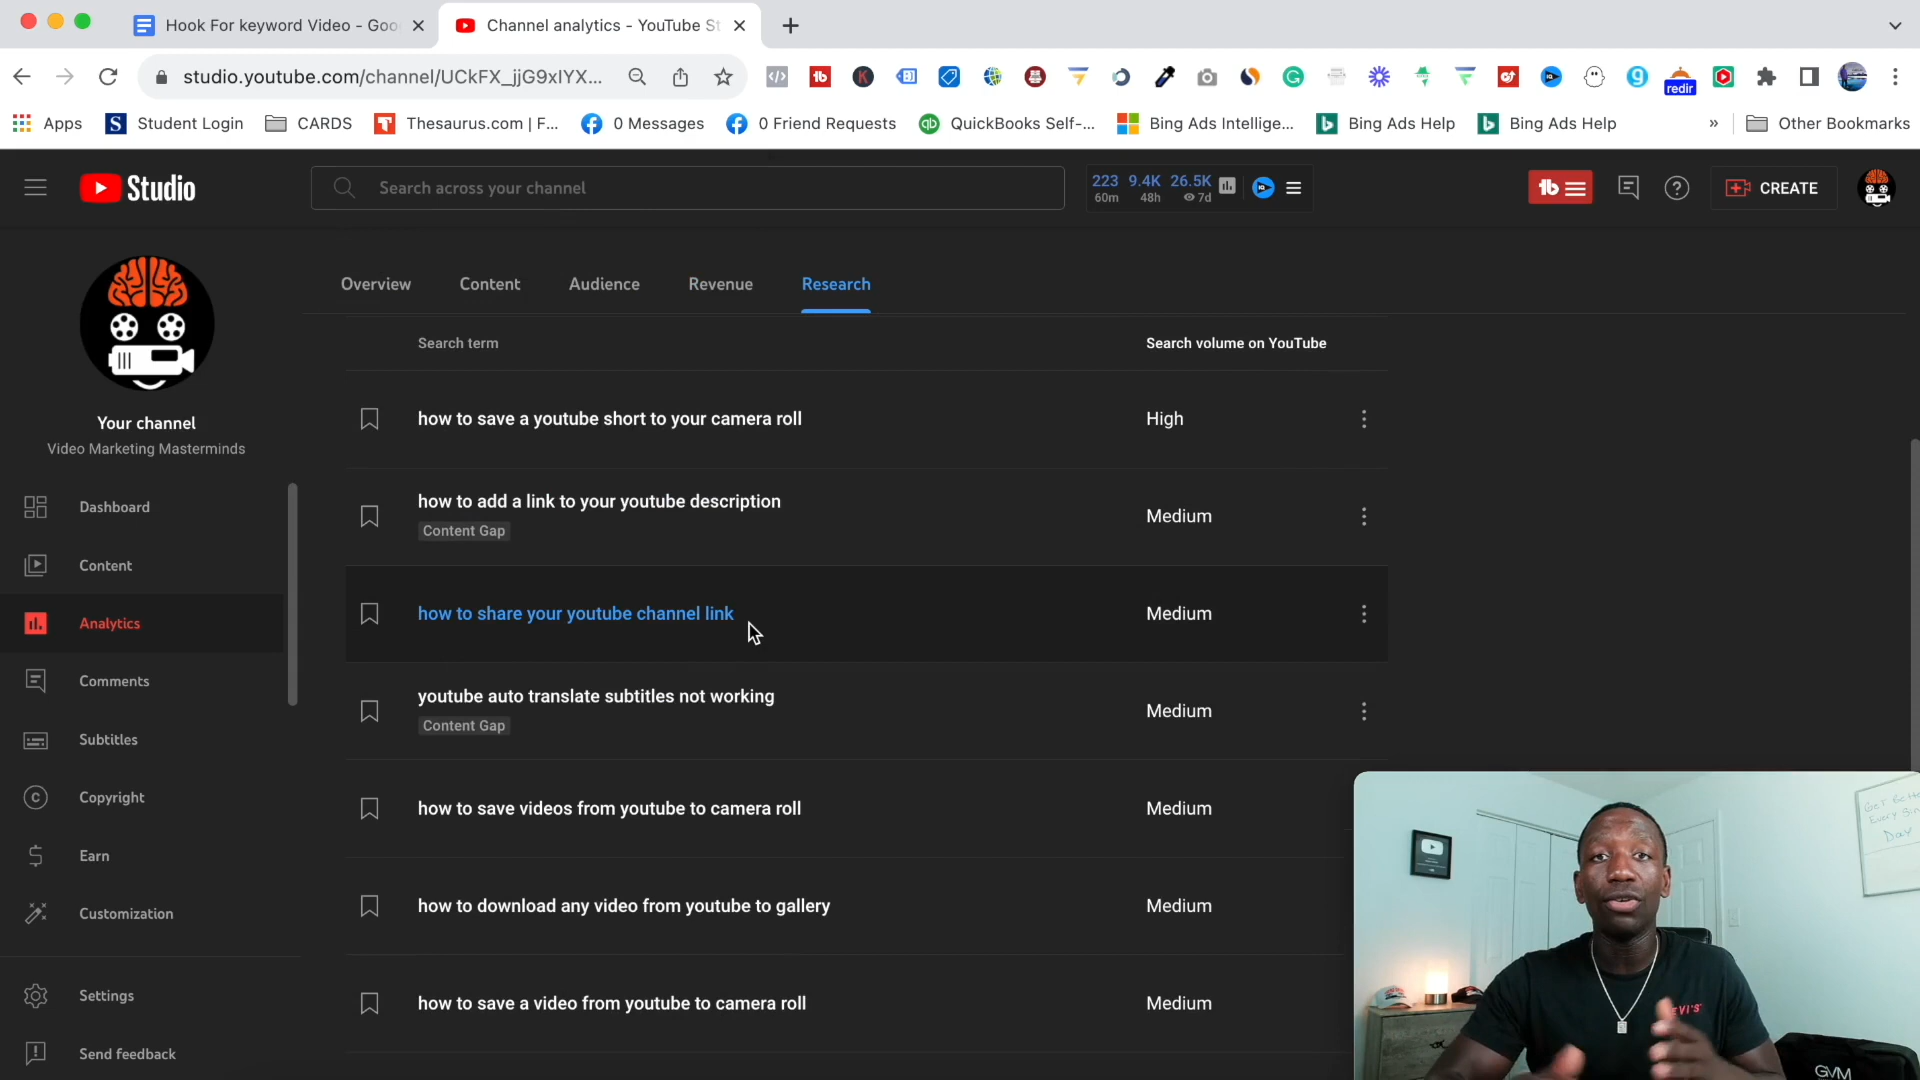 Hook For keyword Video - Goo
Channel analytics - YouTube St
studio.youtube.com/channel/UCkFX_jjG9xIYX...
redir
Apps
Student Login
CARDS
Thesaurus.com | F...
0 Messages
0 Friend Requests
QuickBooks Self-...
Bing Ads Intellige...
Bing Ads Help
Bing Ads Help
»
Other Bookmarks
Studio
Search across your channel
223 9.4K 26.5K
60m 48h 7d
CREATE
Overview
Content
Audience
Revenue
Research
Your channel
Video Marketing Masterminds
Dashboard
Content
Analytics
Comments
Subtitles
Copyright
Earn
Customization
Settings
Send feedback
Search term
Search volume on YouTube
how to save a youtube short to your camera roll
High
how to add a link to your youtube description
Content Gap
Medium
how to share your youtube channel link
Medium
youtube auto translate subtitles not working
Content Gap
Medium
how to save videos from youtube to camera roll
Medium
how to download any video from youtube to gallery
Medium
how to save a video from youtube to camera roll
Medium
Get Bette
Every Sin
Day
EVI'S
GVM